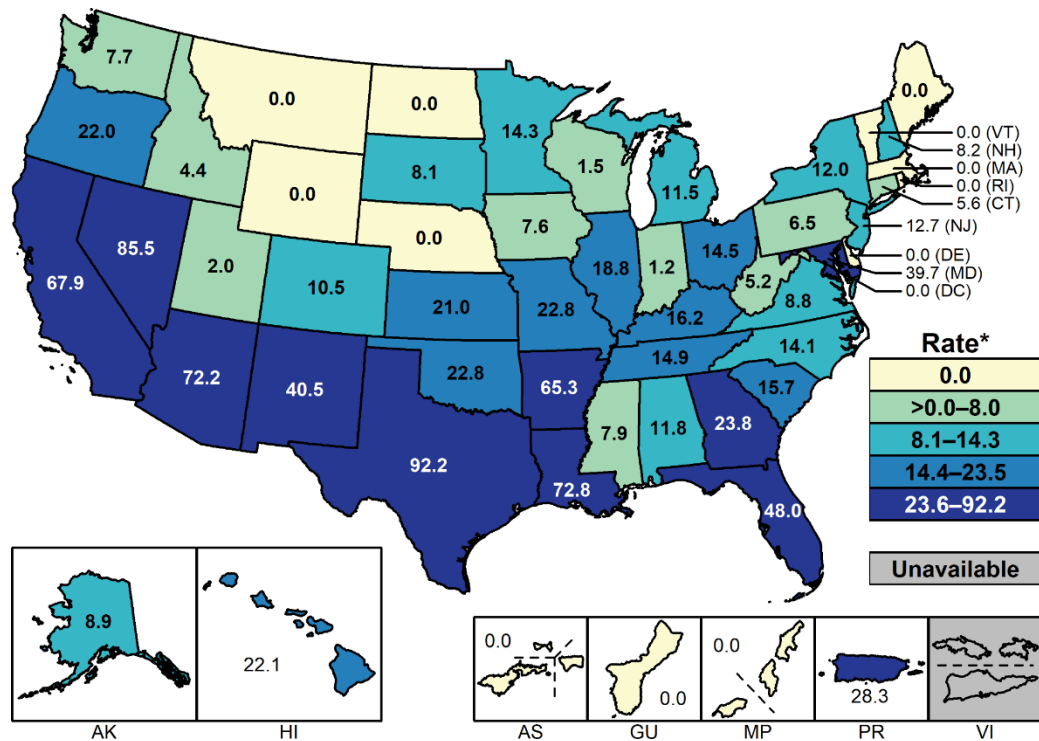 7.7
0.0
0.0
14.3
0.0
0.0 (VT)
8.2 (NH)
0.0 (MA)
0.0 (RI)
5.6 (CT)
22.0
4.4
0.0
8.1
1.5
11.5
12.0
12.7 (NJ)
0.0 (DE)
39.7 (MD)
0.0 (DC)
67.9
85.5
2.0
10.5
0.0
7.6
18.8
1.2
14.5
6.5
5.2
8.8
21.0
22.8
16.2
14.9
14.1
15.7
72.2
40.5
22.8
65.3
7.9
11.8
23.8
92.2
72.8
48.0
Rate*
0.0
>0.0–8.0
8.1–14.3
14.4–23.5
23.6–92.2
Unavailable
8.9
22.1
0.0
0.0
0.0
28.3
AK
HI
AS
GU
MP
PR
VI